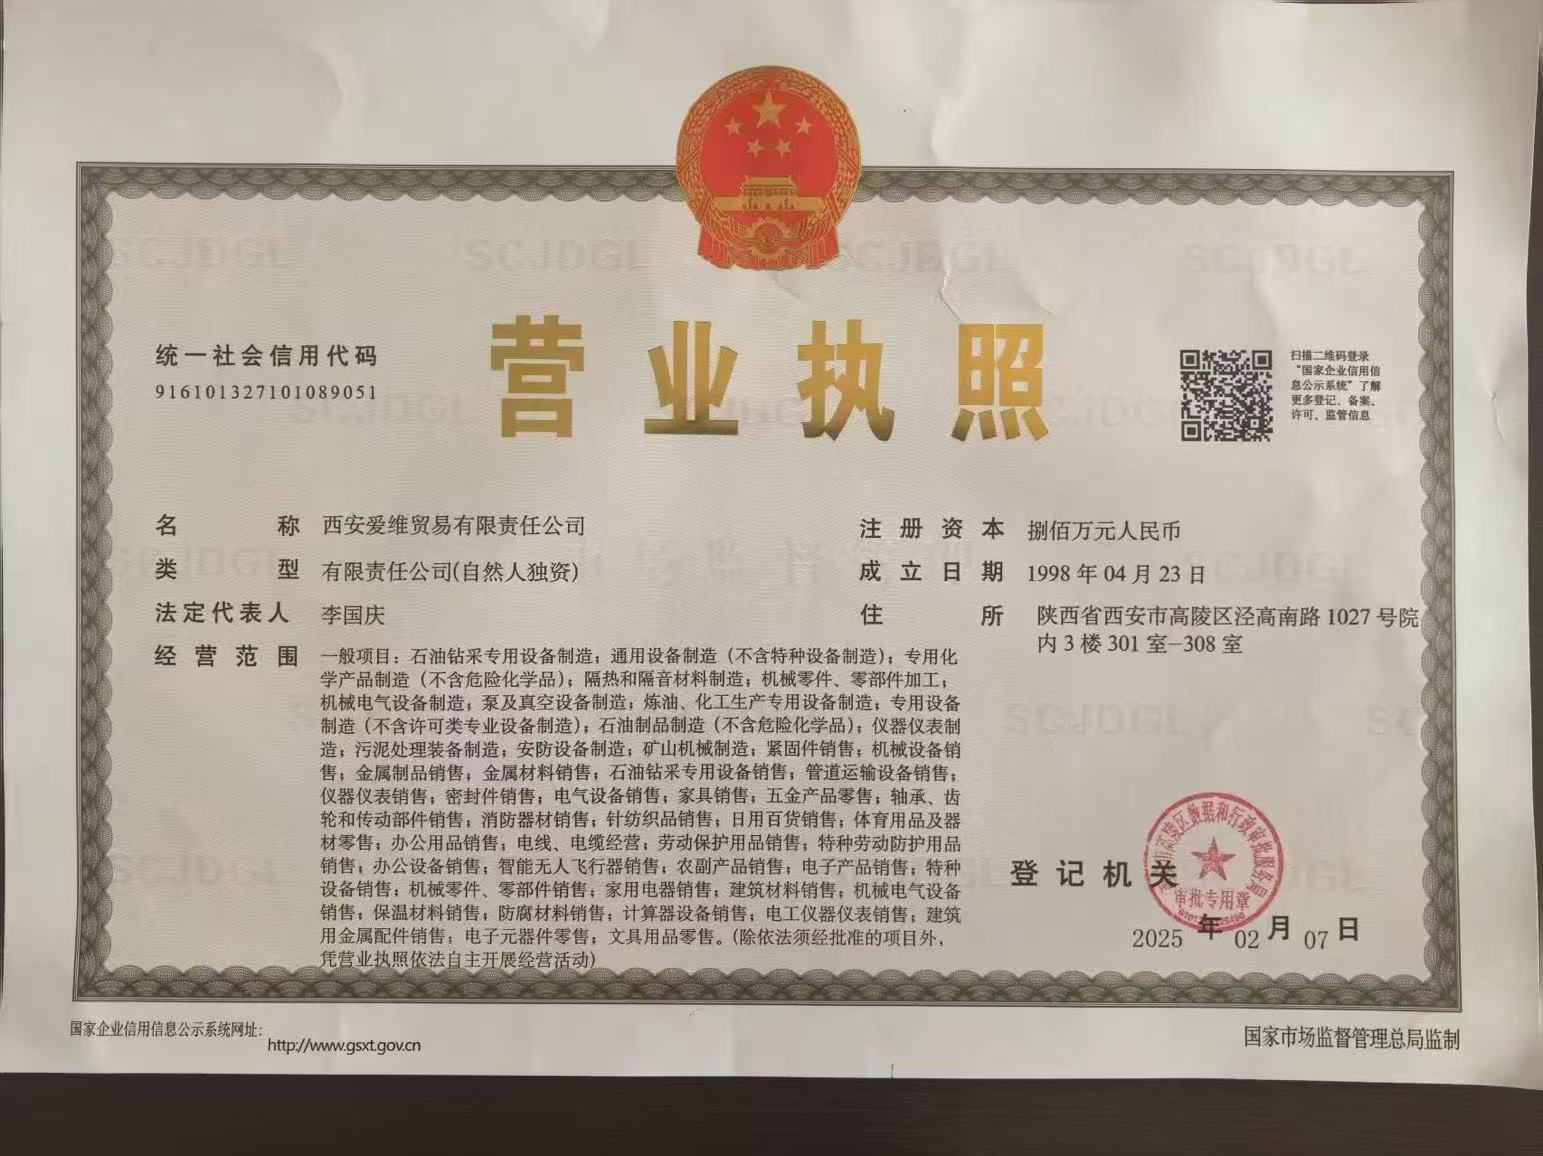 营业执照
统一社会信用代码
916101327101089051
扫描二维码登录
“国家企业信用信
息公示系统”了解
更多登记、备案、
许可、监管信息
名称 西安爱维贸易有限责任公司
类型 有限责任公司(自然人独资)
法定代表人 李国庆
经营范围 一般项目：石油钻采专用设备制造；通用设备制造（不含特种设备制造）；专用化
学产品制造（不含危险化学品）；隔热和隔音材料制造；机械零件、零部件加工；
机械电气设备制造；泵及真空设备制造；炼油、化工生产专用设备制造；专用设备
制造（不含许可类专业设备制造）；石油制品制造（不含危险化学品）；仪器仪表制
造；污泥处理装备制造；安防设备制造；矿山机械制造；紧固件销售；机械设备销
售；金属制品销售；金属材料销售；石油钻采专用设备销售；管道运输设备销售；
仪器仪表销售；密封件销售；电气设备销售；家具销售；五金产品零售；轴承、齿
轮和传动部件销售；消防器材销售；针纺织品销售；日用百货销售；体育用品及器
材零售；办公用品销售；电线、电缆经营；劳动保护用品销售；特种劳动防护用品
销售；办公设备销售；智能无人飞行器销售；农副产品销售；电子产品销售；特种
设备销售；机械零件、零部件销售；家用电器销售；建筑材料销售；机械电气设备
销售；保温材料销售；防腐材料销售；计算器设备销售；电工仪器仪表销售；建筑
用金属配件销售；电子元器件零售；文具用品零售。(除依法须经批准的项目外，
凭营业执照依法自主开展经营活动)
注册资本 捌佰万元人民币
成立日期 1998 年 04 月 23 日
住所 陕西省西安市高陵区泾高南路 1027 号院
内 3 楼 301 室-308 室
登记机关
高陵区数据和行政审批服务局
审批专用章
2025 年 02 月 07 日
国家企业信用信息公示系统网址：
http://www.gsxt.gov.cn
国家市场监督管理总局监制
SCJDGL